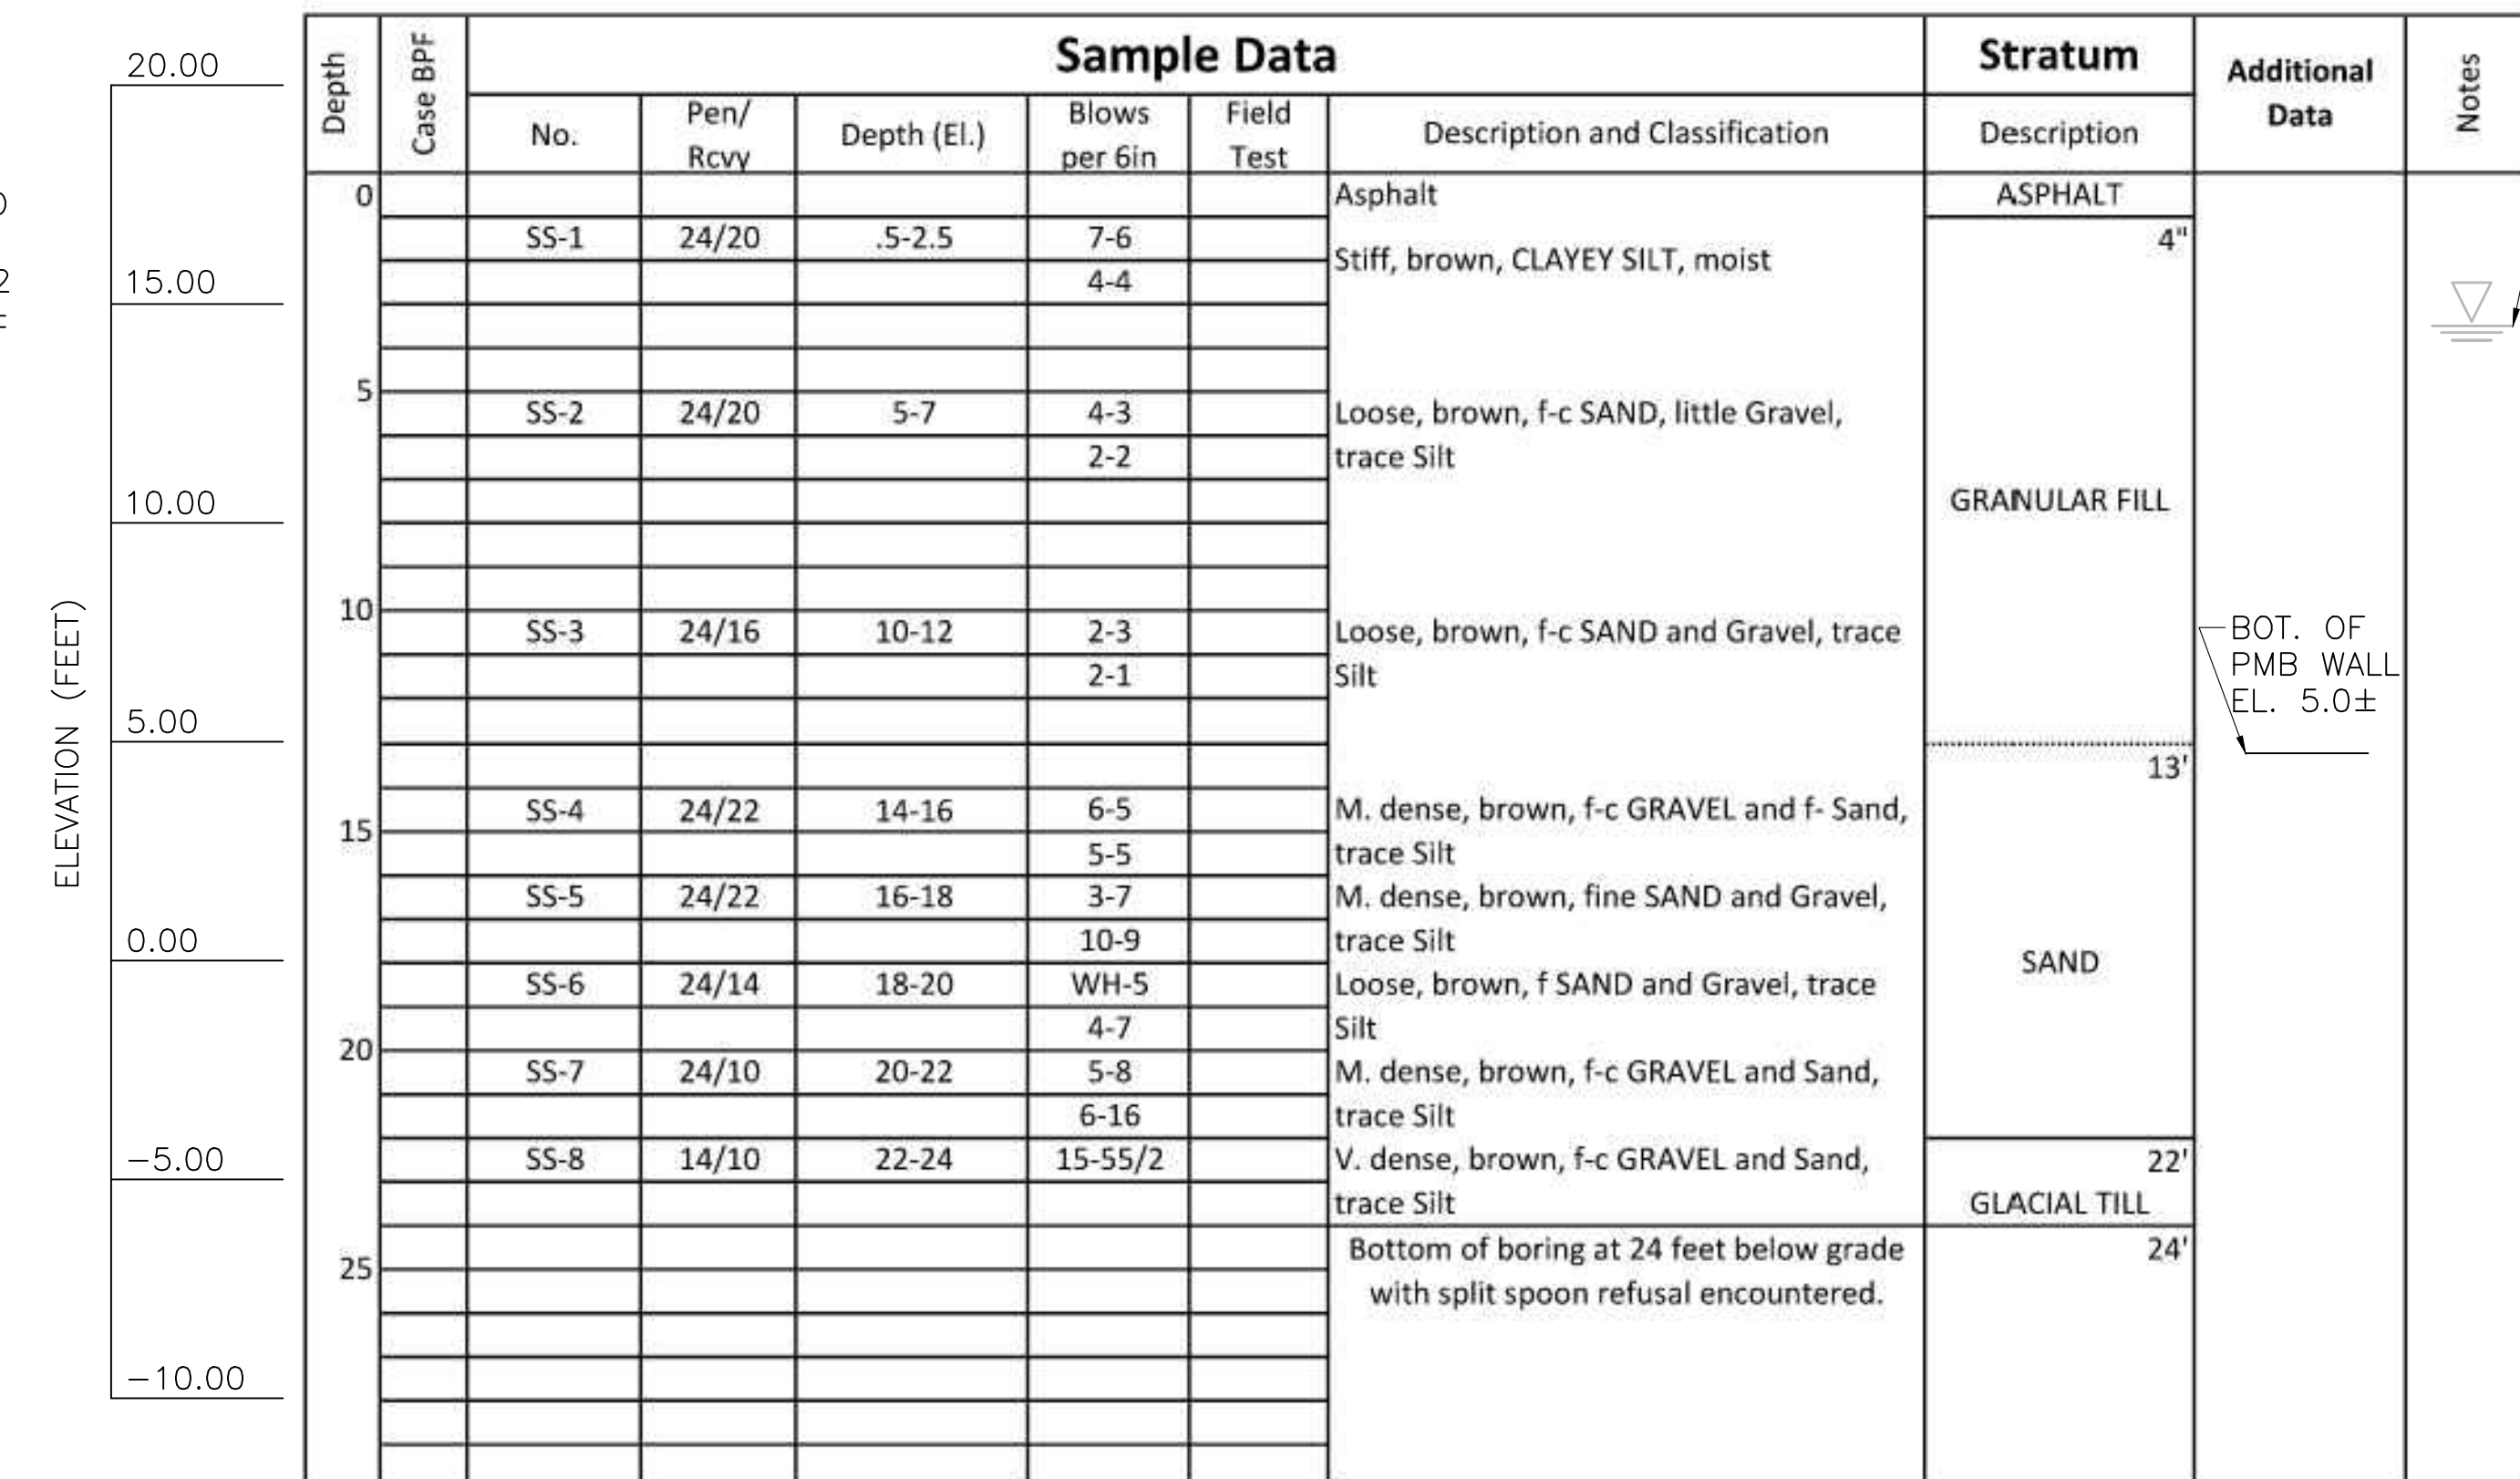 Sample Data
Stratum
Additional
Data
Notes
Depth
Case BPF
No.
Pen/
Rcvy
Depth (El.)
Blows
per 6in
Field
Test
Description and Classification
Description
20.00
15.00
10.00
5.00
0.00
−5.00
−10.00
ELEVATION (FEET)
0
Asphalt
ASPHALT
SS-1
24/20
.5-2.5
7-6
4"
Stiff, brown, CLAYEY SILT, moist
4-4
5
SS-2
24/20
5-7
4-3
Loose, brown, f-c SAND, little Gravel,
2-2
trace Silt
GRANULAR FILL
10
SS-3
24/16
10-12
2-3
Loose, brown, f-c SAND and Gravel, trace
2-1
Silt
BOT. OF
PMB WALL
EL. 5.0±
13'
SS-4
24/22
14-16
6-5
M. dense, brown, f-c GRAVEL and f- Sand,
15
5-5
trace Silt
SS-5
24/22
16-18
3-7
M. dense, brown, fine SAND and Gravel,
10-9
trace Silt
SAND
SS-6
24/14
18-20
WH-5
Loose, brown, f SAND and Gravel, trace
4-7
Silt
20
SS-7
24/10
20-22
5-8
M. dense, brown, f-c GRAVEL and Sand,
6-16
trace Silt
SS-8
14/10
22-24
15-55/2
V. dense, brown, f-c GRAVEL and Sand,
22'
trace Silt
GLACIAL TILL
Bottom of boring at 24 feet below grade
24'
25
with split spoon refusal encountered.